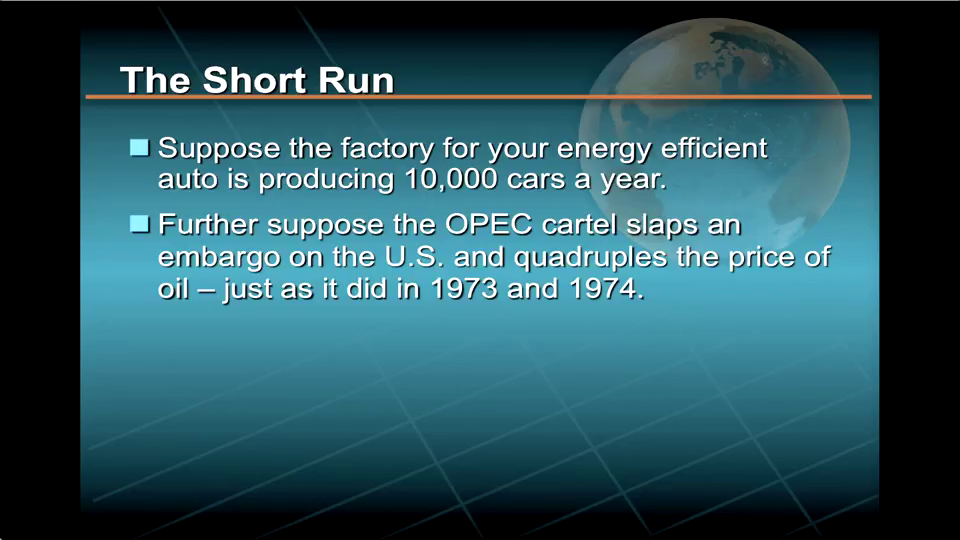 The Short Run
Suppose the factory for your energy efficient
auto is producing 10,000 cars a year.
Further suppose the OPEC cartel slaps an
embargo on the U.S. and quadruples the price of
oil – just as it did in 1973 and 1974.